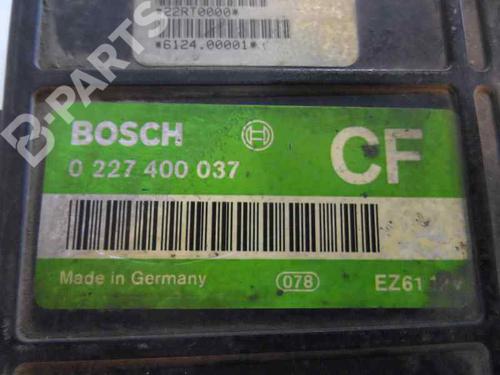 *22RT0000*
*6124.00001*
BOSCH
CF
0 227 400 037
Made in Germany
078
EZ61
B-PARTS